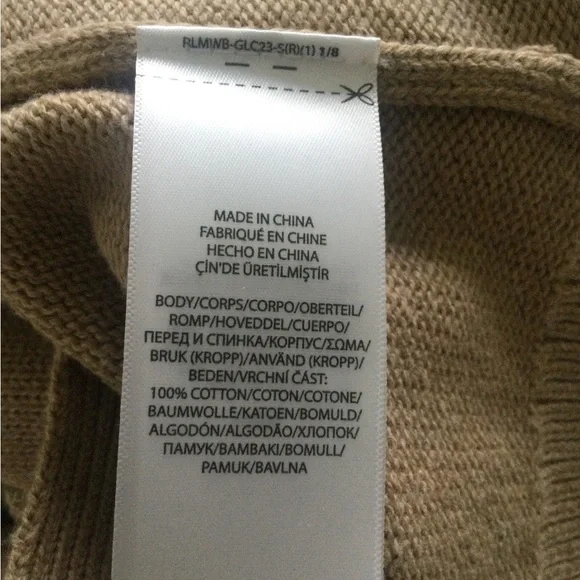 RLMWB-GLC23-S(R)(1) 1/8
MADE IN CHINA
FABRIQUÉ EN CHINE
HECHO EN CHINA
ÇİN'DE ÜRETİLMİŞTİR
BODY/CORPS/CORPO/OBERTEIL/
ROMP/HOVEDDEL/CUERPO/
ПЕРЕД И СПИНКА/КОРПУС/ΣΩΜΑ/
BRUK (KROPP)/ANVÄND (KROPP)/
BEDEN/VRCHNÍ ČÁST:
100% COTTON/COTON/COTONE/
BAUMWOLLE/KATOEN/BOMULD/
ALGODÓN/ALGODÃO/ХЛОПОК/
ПАМУК/ΒΑΜΒΑΚΙ/BOMULL/
PAMUK/BAVLNA